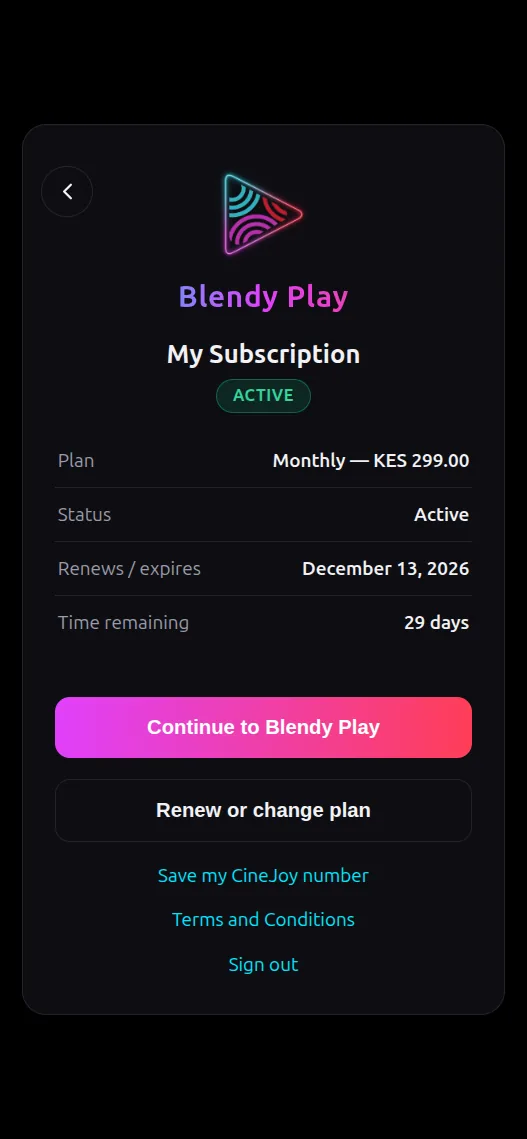 Blendy Play
My Subscription
ACTIVE
Plan Monthly — KES 299.00
Status Active
Renews / expires December 13, 2026
Time remaining 29 days
Continue to Blendy Play
Renew or change plan
Save my CineJoy number
Terms and Conditions
Sign out